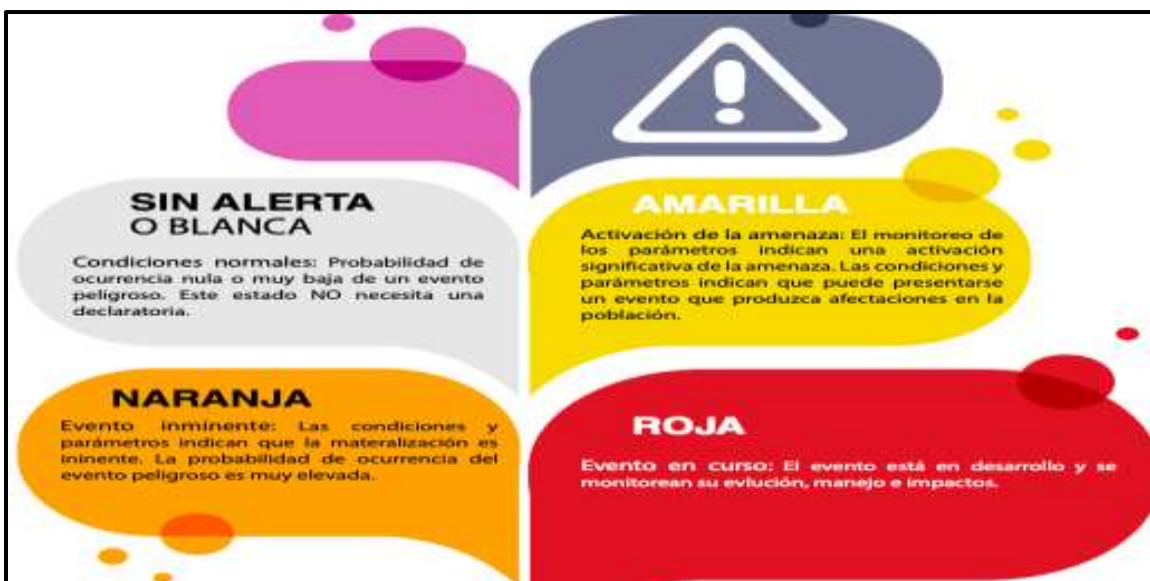 SIN ALERTA
O BLANCA
Condiciones normales: Probabilidad de
ocurrencia nula o muy baja de un evento
peligroso. Este estado NO necesita una
declaratoria.
AMARILLA
Activación de la amenaza: El monitoreo de
los parámetros indican una activación
significativa de la amenaza. Las condiciones y
parámetros indican que puede presentarse
un evento que produzca afectaciones en la
población.
NARANJA
Evento inminente: Las condiciones y
parámetros indican que la materalización es
ininente. La probabilidad de ocurrencia del
evento peligroso es muy elevada.
ROJA
Evento en curso: El evento está en desarrollo y se
monitorean su evlución, manejo e impactos.